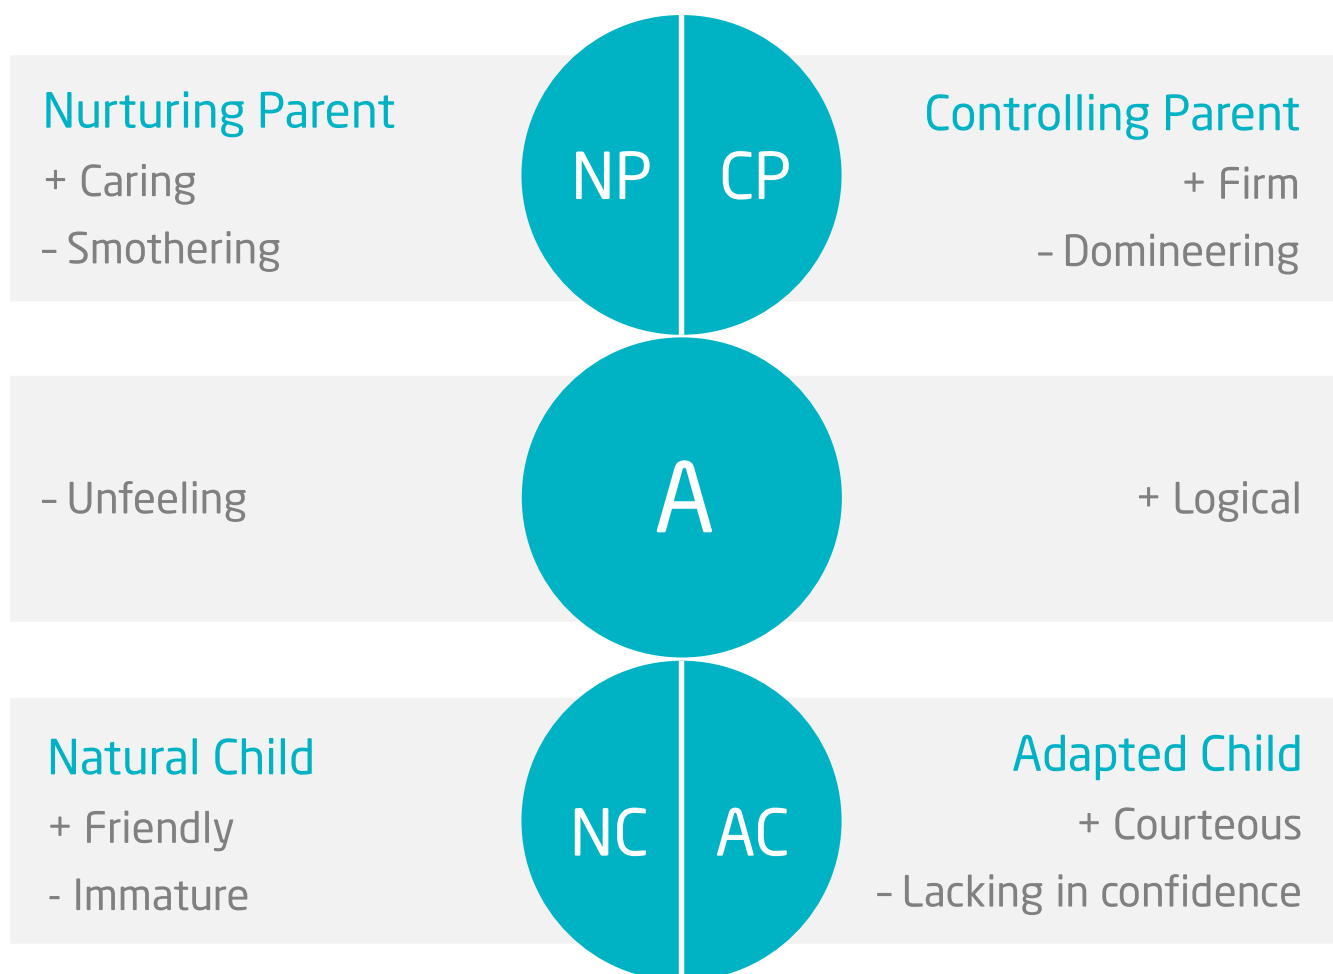 Nurturing Parent
+ Caring
– Smothering
NP
CP
Controlling Parent
+ Firm
– Domineering
– Unfeeling
A
+ Logical
Natural Child
+ Friendly
- Immature
NC
AC
Adapted Child
+ Courteous
– Lacking in confidence